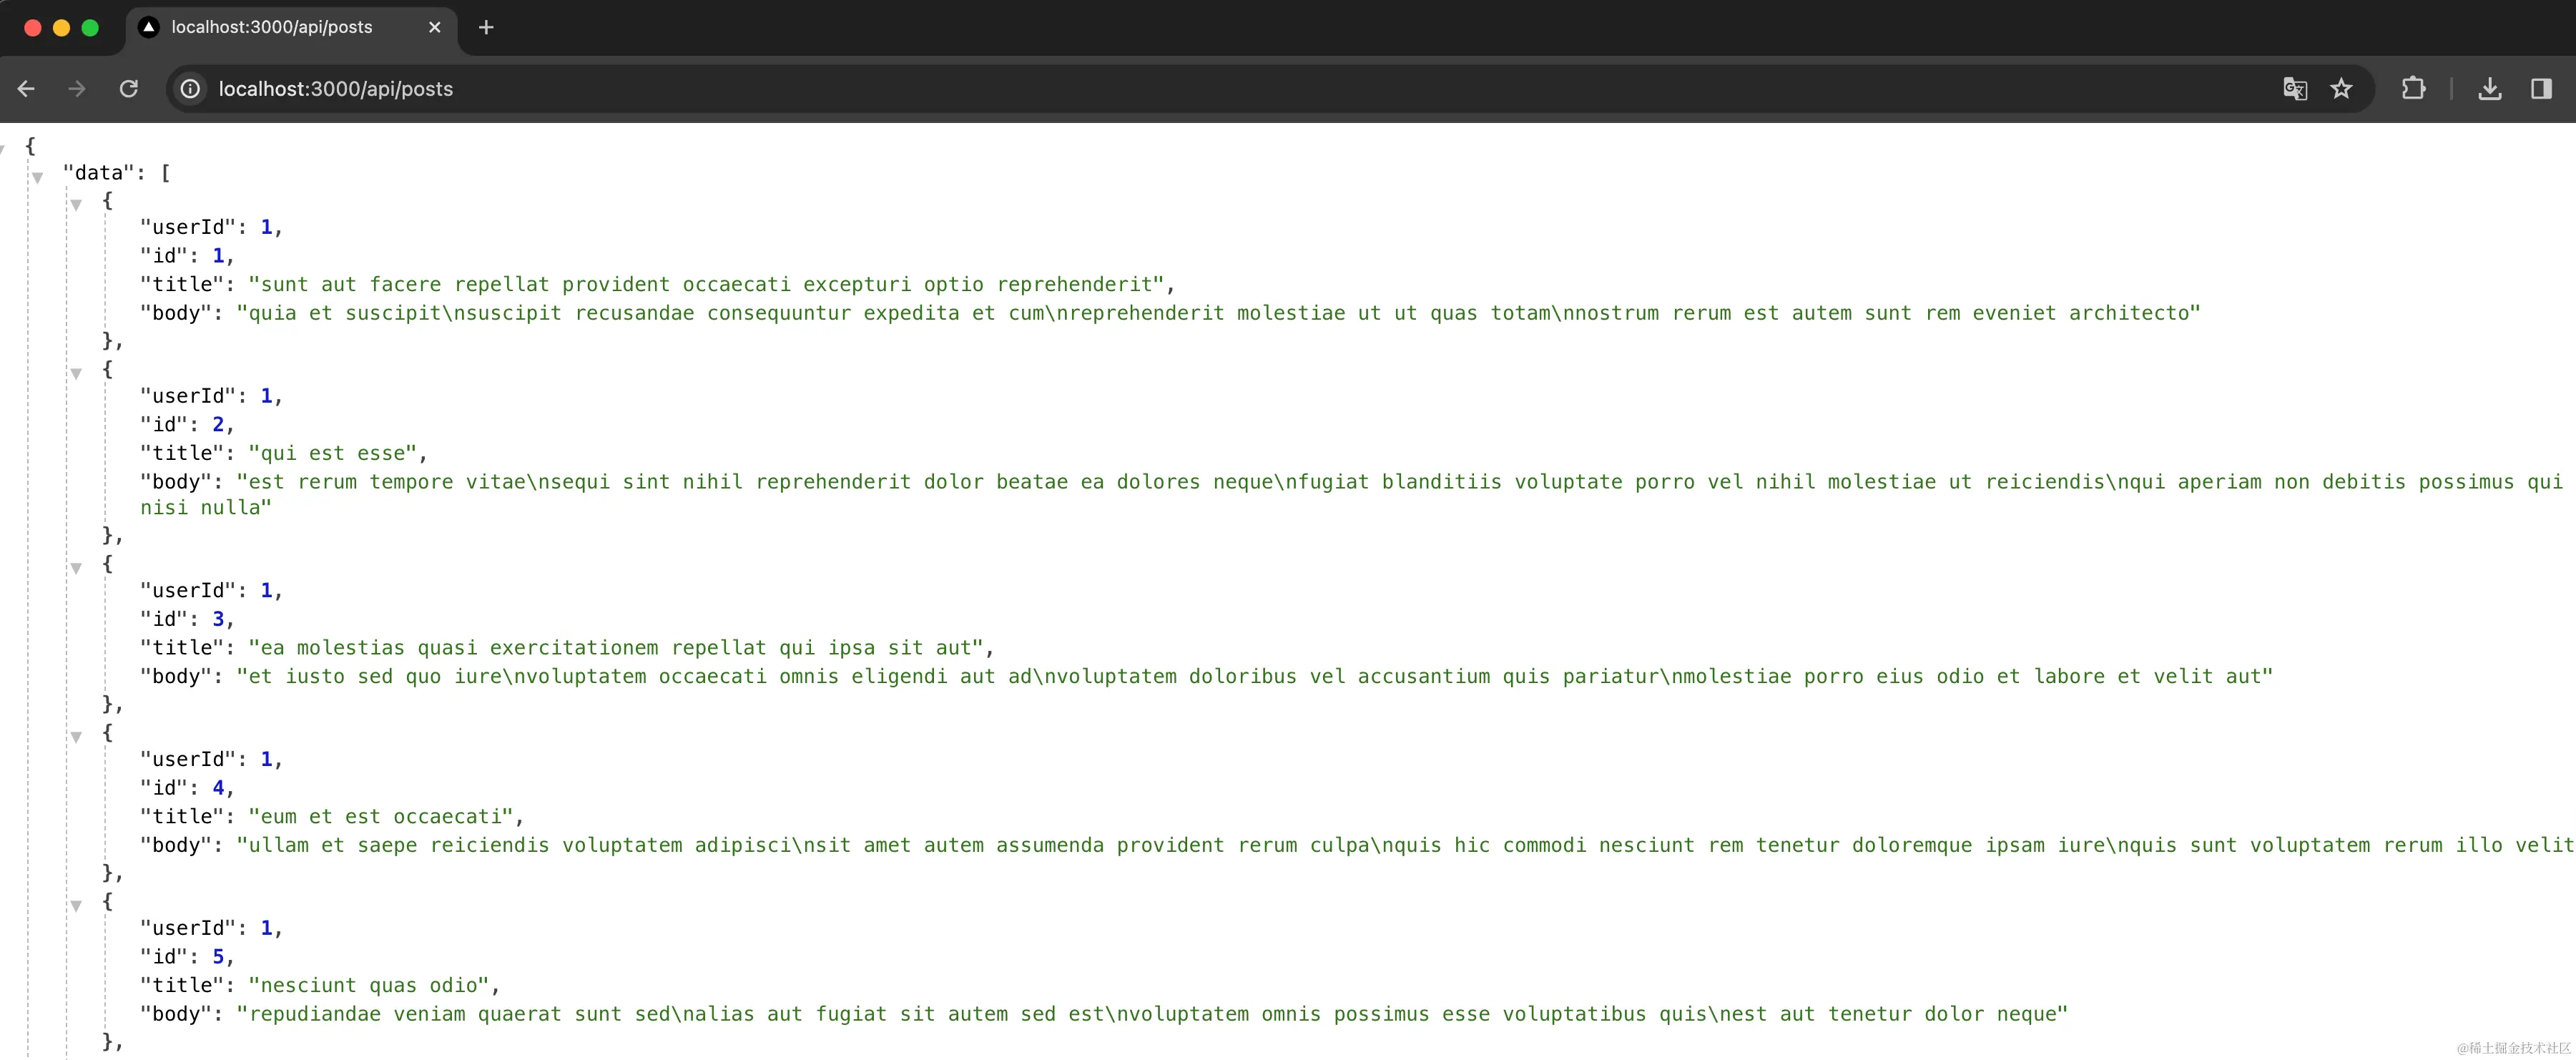 localhost:3000/api/posts
localhost:3000/api/posts
{
"data": [
{
"userId": 1,
"id": 1,
"title": "sunt aut facere repellat provident occaecati excepturi optio reprehenderit",
"body": "quia et suscipit\nsuscipit recusandae consequuntur expedita et cum\nreprehenderit molestiae ut ut quas totam\nnostrum rerum est autem sunt rem eveniet architecto"
},
{
"userId": 1,
"id": 2,
"title": "qui est esse",
"body": "est rerum tempore vitae\nsequi sint nihil reprehenderit dolor beatae ea dolores neque\nfugiat blanditiis voluptate porro vel nihil molestiae ut reiciendis\nqui aperiam non debitis possimus qui
nisi nulla"
},
{
"userId": 1,
"id": 3,
"title": "ea molestias quasi exercitationem repellat qui ipsa sit aut",
"body": "et iusto sed quo iure\nvoluptatem occaecati omnis eligendi aut ad\nvoluptatem doloribus vel accusantium quis pariatur\nmolestiae porro eius odio et labore et velit aut"
},
{
"userId": 1,
"id": 4,
"title": "eum et est occaecati",
"body": "ullam et saepe reiciendis voluptatem adipisci\nsit amet autem assumenda provident rerum culpa\nquis hic commodi nesciunt rem tenetur doloremque ipsam iure\nquis sunt voluptatem rerum illo velit
},
{
"userId": 1,
"id": 5,
"title": "nesciunt quas odio",
"body": "repudiandae veniam quaerat sunt sed\nalias aut fugiat sit autem sed est\nvoluptatem omnis possimus esse voluptatibus quis\nest aut tenetur dolor neque"
},
@稀土掘金技术社区